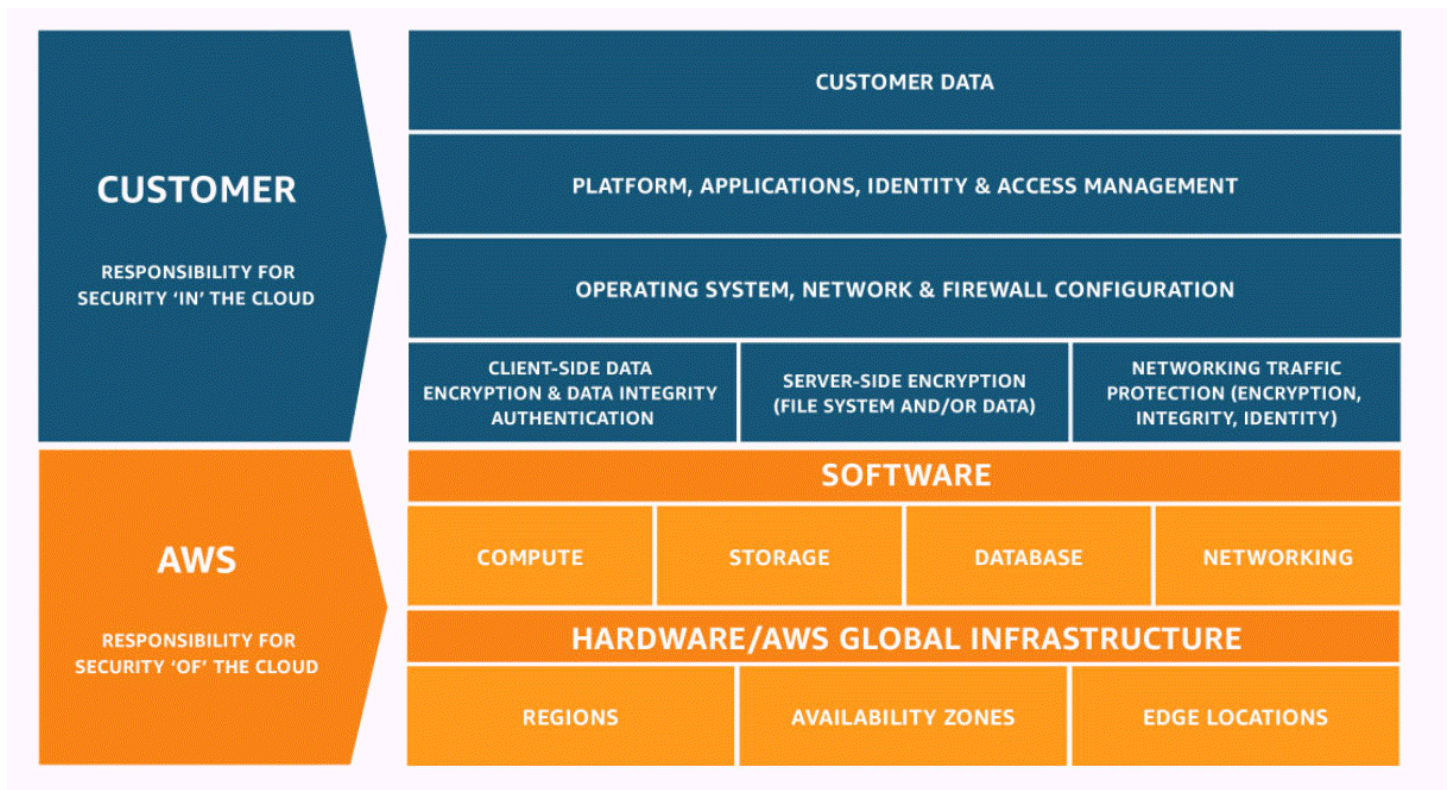 CUSTOMER
RESPONSIBILITY FOR
SECURITY ‘IN’ THE CLOUD
CUSTOMER DATA
PLATFORM, APPLICATIONS, IDENTITY & ACCESS MANAGEMENT
OPERATING SYSTEM, NETWORK & FIREWALL CONFIGURATION
CLIENT-SIDE DATA
ENCRYPTION & DATA INTEGRITY
AUTHENTICATION
SERVER-SIDE ENCRYPTION
(FILE SYSTEM AND/OR DATA)
NETWORKING TRAFFIC
PROTECTION (ENCRYPTION,
INTEGRITY, IDENTITY)
AWS
RESPONSIBILITY FOR
SECURITY ‘OF’ THE CLOUD
SOFTWARE
COMPUTE
STORAGE
DATABASE
NETWORKING
HARDWARE/AWS GLOBAL INFRASTRUCTURE
REGIONS
AVAILABILITY ZONES
EDGE LOCATIONS